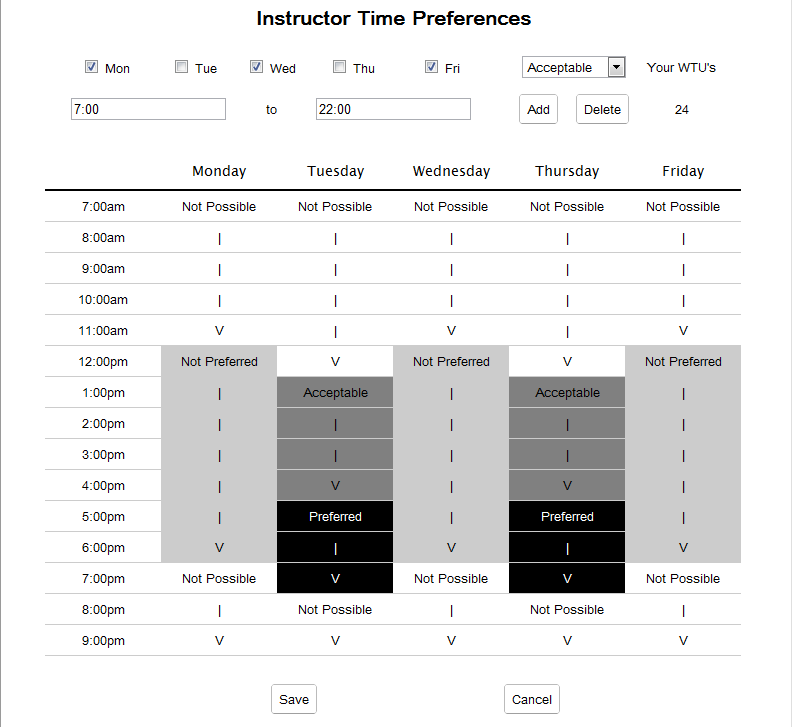 Instructor Time Preferences
Mon Tue Wed Thu Fri Acceptable Your WTU's
7:00 to 22:00 Add Delete 24
Monday Tuesday Wednesday Thursday Friday
7:00am Not Possible Not Possible Not Possible Not Possible Not Possible
8:00am | | | | |
9:00am | | | | |
10:00am | | | | |
11:00am V | V | V
12:00pm Not Preferred V Not Preferred V Not Preferred
1:00pm | Acceptable | Acceptable |
2:00pm | | | | |
3:00pm | | | | |
4:00pm | V | V |
5:00pm | Preferred | Preferred |
6:00pm V | V | V
7:00pm Not Possible V Not Possible V Not Possible
8:00pm | Not Possible | Not Possible |
9:00pm V V V V V
Save Cancel